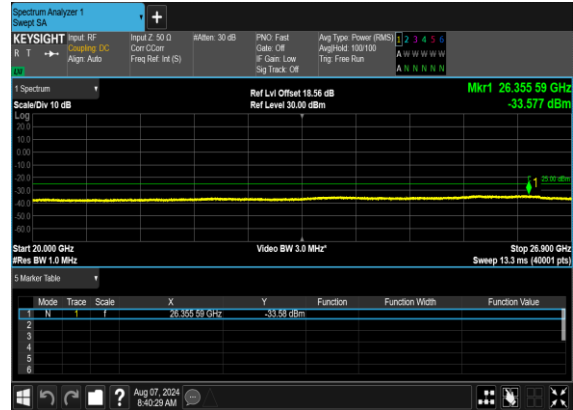 Spectrum Analyzer 1
Swept SA
+
KEYSIGHT Input: RF Input Z: 50 Ω #Atten: 30 dB PNO: Fast Avg Type: Power (RMS) 1 2 3 4 5 6
R T Coupling: DC Corr CCorr Gate: Off Avg|Hold: 100/100 A W W W W W
Align: Auto Freq Ref: Int (S) IF Gain: Low Trig: Free Run
Sig Track: Off A N N N N N
1 Spectrum Ref Lvl Offset 18.56 dB Mkr1 26.355 59 GHz
Scale/Div 10 dB Ref Level 30.00 dBm -33.577 dBm
Log
20.0
10.0
0.00
-10.0
-20.0
-30.0
-40.0
-50.0
-60.0
1
Start 20.000 GHz Video BW 3.0 MHz* Stop 26.900 GHz
#Res BW 1.0 MHz Sweep 13.3 ms (40001 pts)
5 Marker Table
Mode Trace Scale X Y Function Function Width Function Value
1 N 1 f 26.355 59 GHz -33.58 dBm
2
3
4
5
6
? Aug 07, 2024
8:40:29 AM